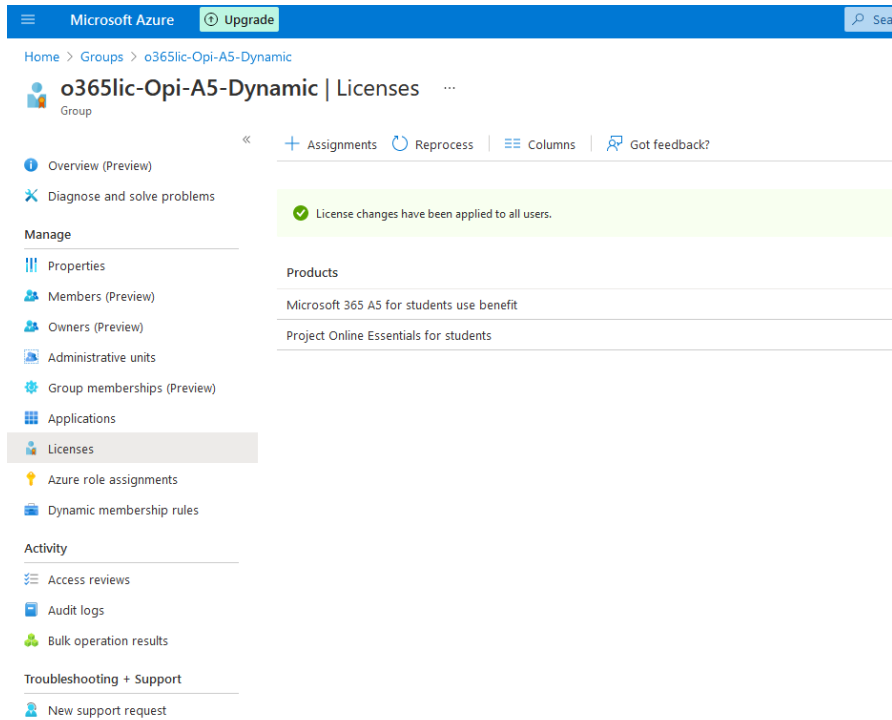 Microsoft Azure
Upgrade
Home > Groups > o365lic-Opi-A5-Dynamic
o365lic-Opi-A5-Dynamic | Licenses ...
Group
«
+ Assignments Reprocess Columns Got feedback?
Overview (Preview)
Diagnose and solve problems
License changes have been applied to all users.
Manage
Properties
Products
Members (Preview)
Microsoft 365 A5 for students use benefit
Owners (Preview)
Project Online Essentials for students
Administrative units
Group memberships (Preview)
Applications
Licenses
Azure role assignments
Dynamic membership rules
Activity
Access reviews
Audit logs
Bulk operation results
Troubleshooting + Support
New support request